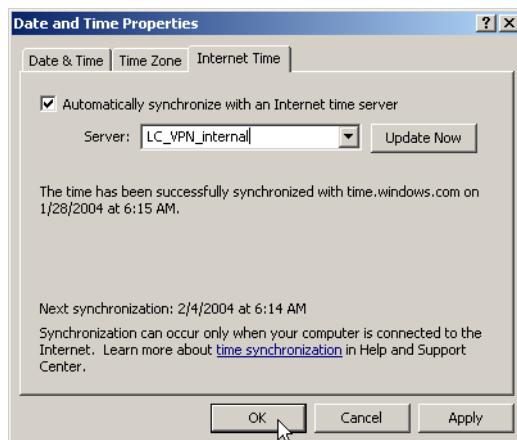 Date and Time Properties
Date & Time Time Zone Internet Time
Automatically synchronize with an Internet time server
Server: LC_VPN_internal Update Now
The time has been successfully synchronized with time.windows.com on
1/28/2004 at 6:15 AM.
Next synchronization: 2/4/2004 at 6:14 AM
Synchronization can occur only when your computer is connected to the
Internet. Learn more about time synchronization in Help and Support
Center.
OK Cancel Apply